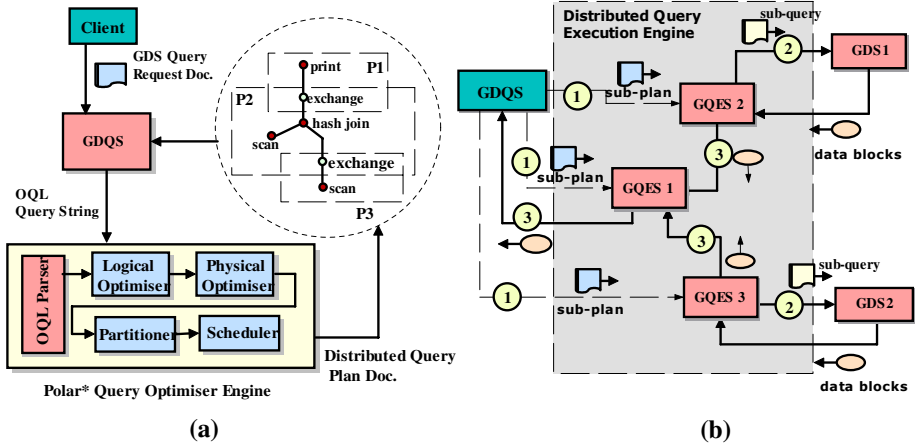 Client
GDS Query
Request Doc.
GDQS
OQL
Query String
print
P1
P2
exchange
hash join
scan
exchange
scan
P3
OQL Parser
Logical
Optimiser
Physical
Optimiser
Partitioner
Scheduler
Distributed Query
Plan Doc.
Polar* Query Optimiser Engine
(a)
Distributed Query
Execution Engine
sub-query
2
GDS1
GDQS
1
sub-plan
GQES 2
3
data blocks
1
sub-plan
GQES 1
3
3
sub-query
1
sub-plan
GQES 3
2
GDS2
data blocks
(b)